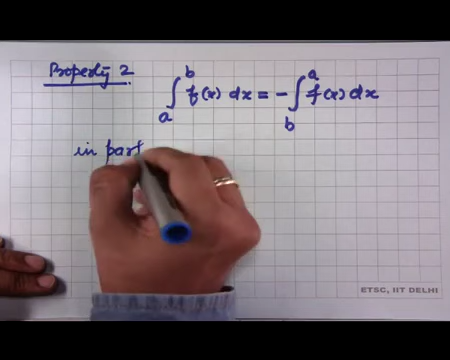 Property 2
∫_a^b f(x) dx = - ∫_b^a f(x) dx
in part
ETSC, IIT DELHI